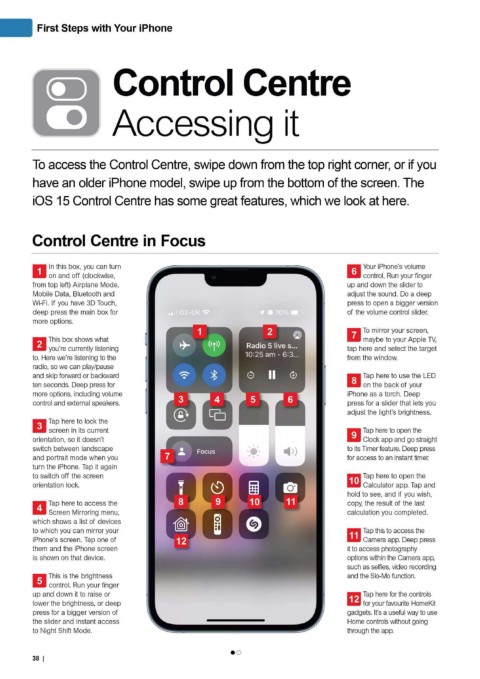 First Steps with Your iPhone
Control Centre
Accessing it
To access the Control Centre, swipe down from the top right corner, or if you
have an older iPhone model, swipe up from the bottom of the screen. The
iOS 15 Control Centre has some great features, which we look at here.
Control Centre in Focus
1 In this box, you can turn
on and off (clockwise,
from top left) Airplane Mode,
Mobile Data, Bluetooth and
Wi-Fi. If you have 3D Touch,
deep press the main box for
more options.
2 This box shows what
you're currently listening
to. Here we're listening to the
radio, so we can play/pause
and skip forward or backward
ten seconds. Deep press for
more options, including volume
control and external speakers.
3 Tap here to lock the
screen in its current
orientation, so it doesn't
switch between landscape
and portrait mode when you
turn the iPhone. Tap it again
to switch off the screen
orientation lock.
4 Tap here to access the
Screen Mirroring menu,
which shows a list of devices
to which you can mirror your
iPhone's screen. Tap one of
them and the iPhone screen
is shown on that device.
5 This is the brightness
control. Run your finger
up and down it to raise or
lower the brightness, or deep
press for a bigger version of
the slider and instant access
to Night Shift Mode.
O2-UK 70%
1 2
Radio 5 live s...
10:25 am - 6:3...
3 4 5 6
7 Focus
8 9 10 11
12
6 Your iPhone's volume
control. Run your finger
up and down the slider to
adjust the sound. Do a deep
press to open a bigger version
of the volume control slider.
7 To mirror your screen,
maybe to your Apple TV,
tap here and select the target
from the window.
8 Tap here to use the LED
on the back of your
iPhone as a torch. Deep
press for a slider that lets you
adjust the light's brightness.
9 Tap here to open the
Clock app and go straight
to its Timer feature. Deep press
for access to an instant timer.
10 Tap here to open the
Calculator app. Tap and
hold to see, and if you wish,
copy, the result of the last
calculation you completed.
11 Tap this to access the
Camera app. Deep press
it to access photography
options within the Camera app,
such as selfies, video recording
and the Slo-Mo function.
12 Tap here for the controls
for your favourite HomeKit
gadgets. It's a useful way to use
Home controls without going
through the app.
38 |